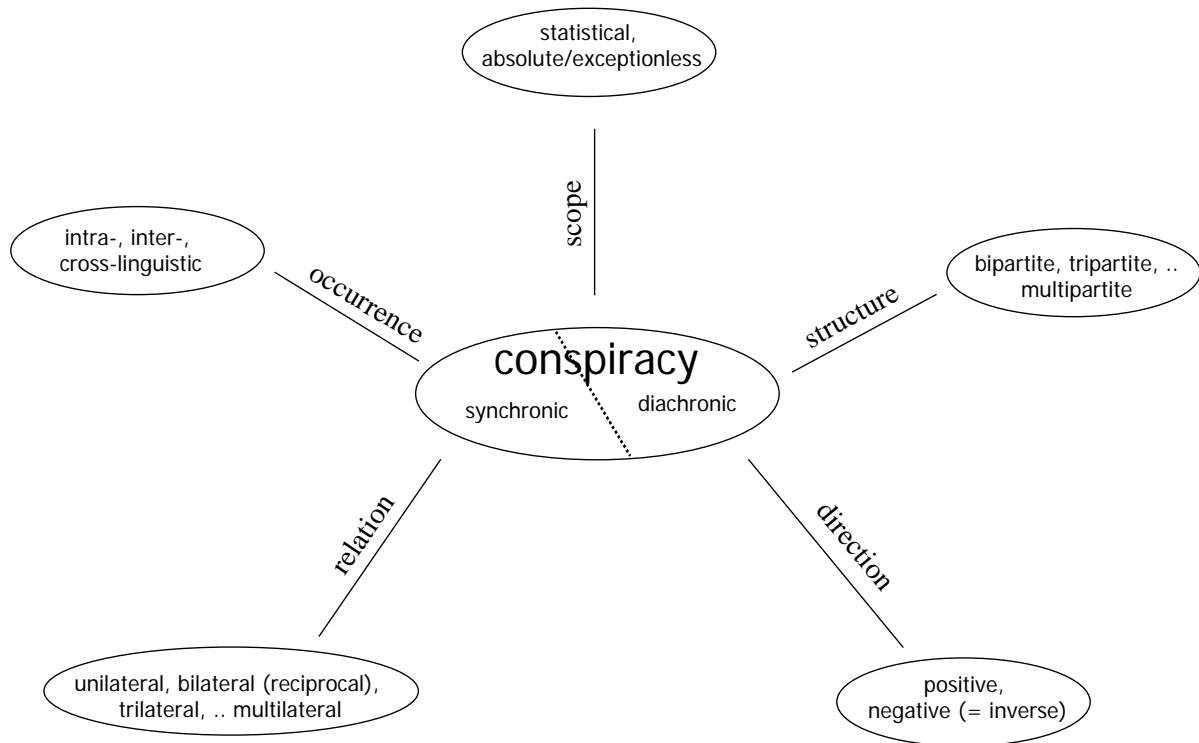 statistical,
absolute/exceptionless
scope
intra-, inter-,
cross-linguistic
occurrence
bipartite, tripartite, ..
multipartite
structure
conspiracy
synchronic
diachronic
relation
direction
unilateral, bilateral (reciprocal),
trilateral, .. multilateral
positive,
negative (= inverse)